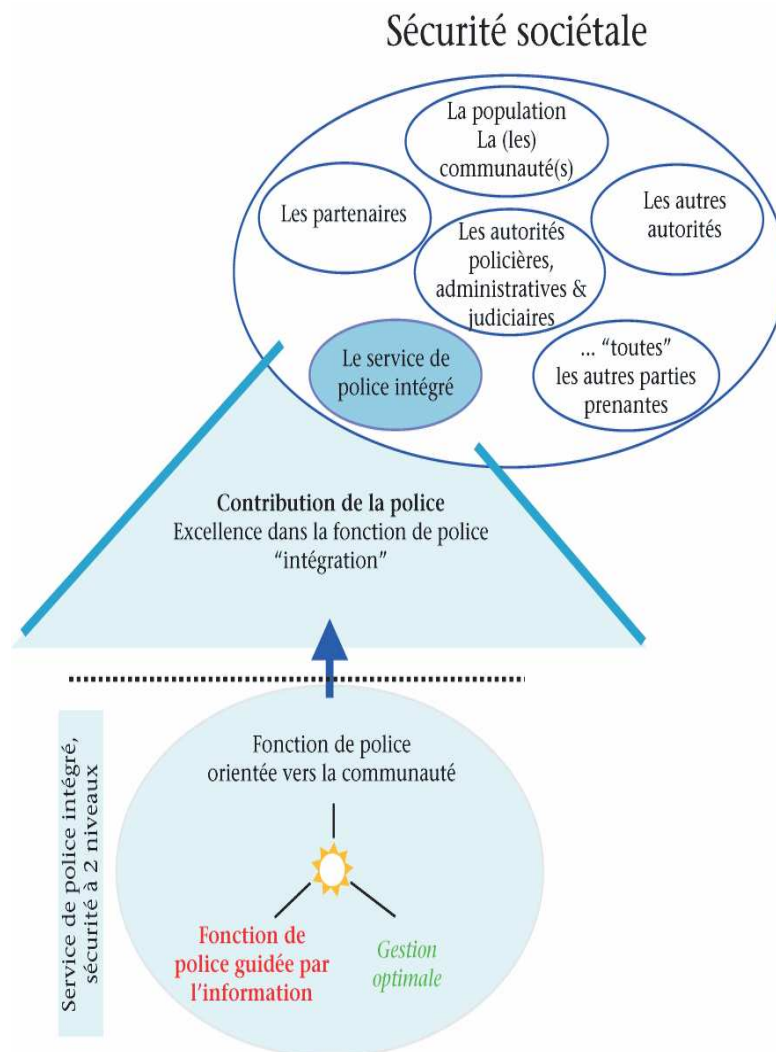 Sécurité sociétale
La population
La (les)
communauté(s)
Les partenaires
Les autres
autorités
Les autorités
policières,
administratives &
judiciaires
Le service de
police intégré
... “toutes”
les autres parties
prenantes
Contribution de la police
Excellence dans la fonction de police
“intégration”
Service de police intégré,
sécurité à 2 niveaux
Fonction de police
orientée vers la communauté
Fonction de
police guidée par
l’information
Gestion
optimale